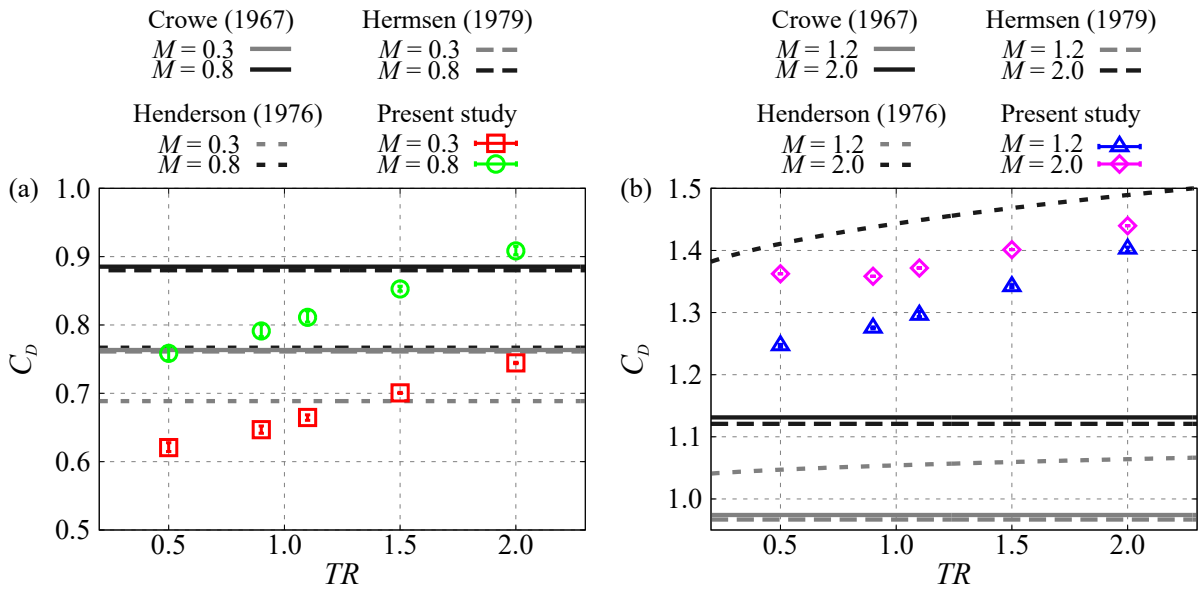 Crowe (1967)
M = 0.3
M = 0.8
Hermsen (1979)
M = 0.3
M = 0.8
Henderson (1976)
M = 0.3
M = 0.8
Present study
M = 0.3
M = 0.8
(a)
1.0
0.9
0.8
0.7
0.6
0.5
C_D
0.5 1.0 1.5 2.0
TR
Crowe (1967)
M = 1.2
M = 2.0
Hermsen (1979)
M = 1.2
M = 2.0
Henderson (1976)
M = 1.2
M = 2.0
Present study
M = 1.2
M = 2.0
(b)
1.5
1.4
1.3
1.2
1.1
1.0
C_D
0.5 1.0 1.5 2.0
TR